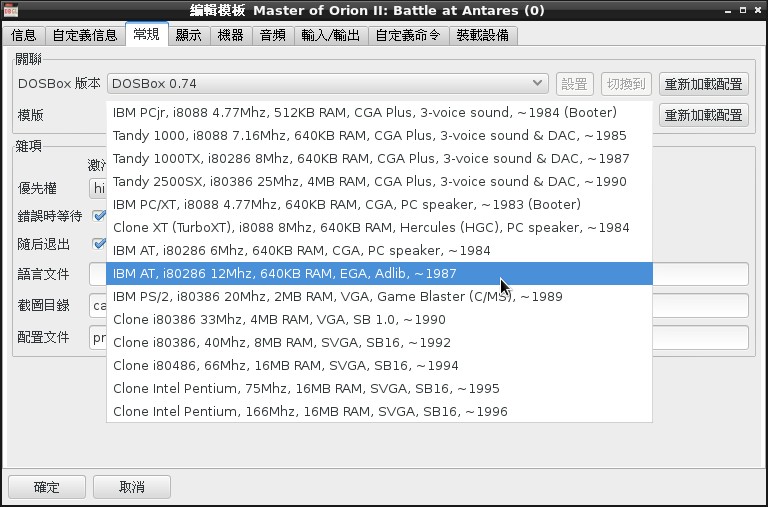 編輯模板 Master of Orion II: Battle at Antares (0)
信息 自定義信息 常規 顯示 機器 音頻 輸入/輸出 自定義命令 裝載設備
關聯
DOSBox 版本 DOSBox 0.74 設置 切換到 重新加載配置
模版 重新加載配置
IBM PCjr, i8088 4.77Mhz, 512KB RAM, CGA Plus, 3-voice sound, ~1984 (Booter)
Tandy 1000, i8088 7.16Mhz, 640KB RAM, CGA Plus, 3-voice sound & DAC, ~1985
雜項
Tandy 1000TX, i80286 8Mhz, 640KB RAM, CGA Plus, 3-voice sound & DAC, ~1987
Tandy 2500SX, i80386 25Mhz, 4MB RAM, CGA Plus, 3-voice sound & DAC, ~1990
優先權 hi
IBM PC/XT, i8088 4.77Mhz, 640KB RAM, CGA, PC speaker, ~1983 (Booter)
錯誤時等待
Clone XT (TurboXT), i8088 8Mhz, 640KB RAM, Hercules (HGC), PC speaker, ~1984
隨后退出
IBM AT, i80286 6Mhz, 640KB RAM, CGA, PC speaker, ~1984
語言文件
IBM AT, i80286 12Mhz, 640KB RAM, EGA, Adlib, ~1987
IBM PS/2, i80386 20Mhz, 2MB RAM, VGA, Game Blaster (C/MS), ~1989
截圖目錄 ca
Clone i80386 33Mhz, 4MB RAM, VGA, SB 1.0, ~1990
配置文件 pr
Clone i80386, 40Mhz, 8MB RAM, SVGA, SB16, ~1992
Clone i80486, 66Mhz, 16MB RAM, SVGA, SB16, ~1994
Clone Intel Pentium, 75Mhz, 16MB RAM, SVGA, SB16, ~1995
Clone Intel Pentium, 166Mhz, 16MB RAM, SVGA, SB16, ~1996
確定 取消